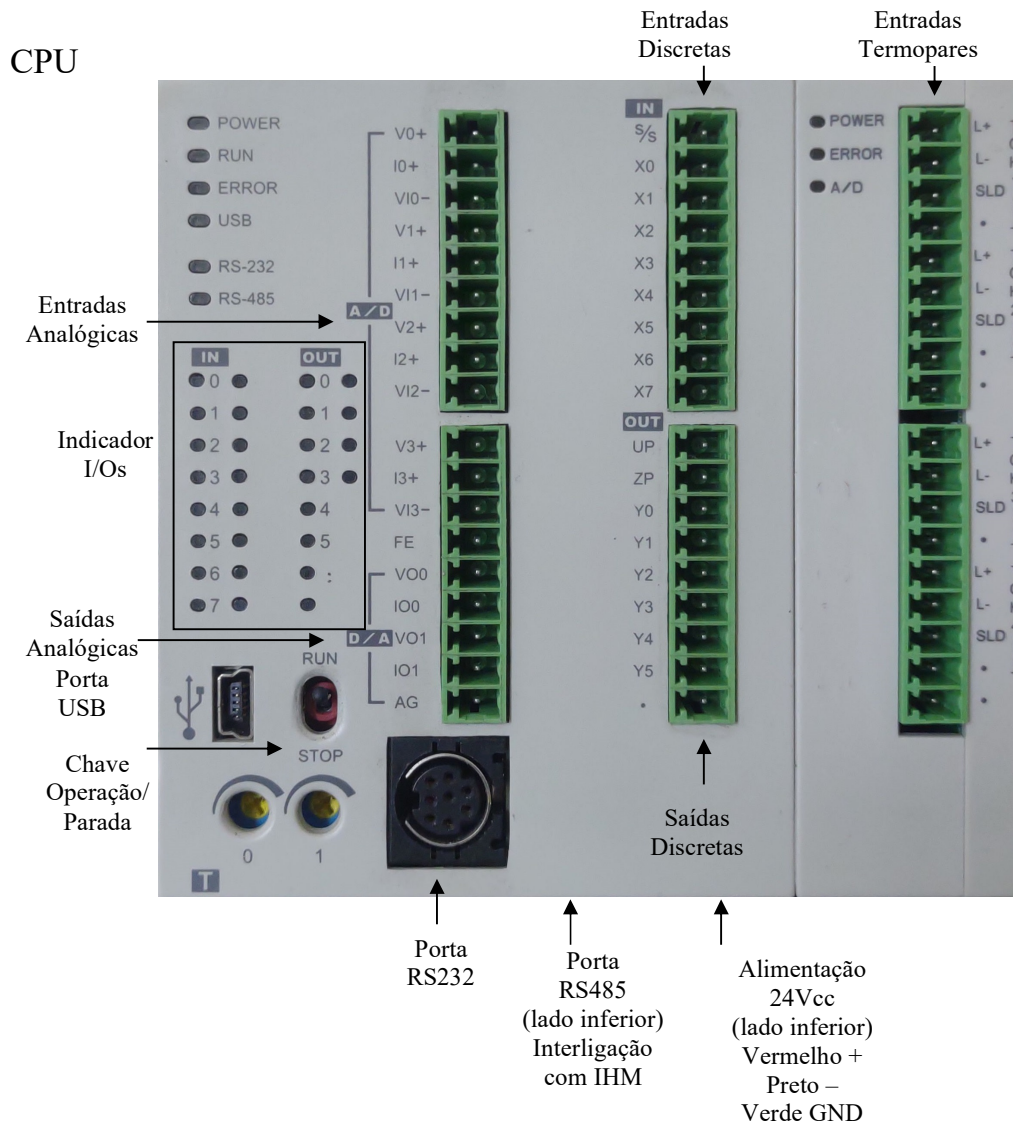 CPU
Entradas
Discretas
Entradas
Termopares
POWER
RUN
ERROR
USB
RS-232
RS-485
Entradas
Analógicas
A/D
V0+
I0+
VI0-
V1+
I1+
VI1-
V2+
I2+
VI2-
V3+
I3+
VI3-
FE
VO0
IO0
VO1
IO1
AG
D/A
Indicador
I/Os
IN
0
1
2
3
4
5
6
7
OUT
0
1
2
3
4
5
:
Saídas
Analógicas
Porta
USB
RUN
STOP
Chave
Operação/
Parada
0
1
T
IN
S/S
X0
X1
X2
X3
X4
X5
X6
X7
OUT
UP
ZP
Y0
Y1
Y2
Y3
Y4
Y5
•
POWER
ERROR
A/D
L+
L-
SLD
•
L+
L-
SLD
•
•
L+
L-
SLD
•
L+
L-
SLD
•
•
Saídas
Discretas
Porta
RS232
Porta
RS485
(lado inferior)
Interligação
com IHM
Alimentação
24Vcc
(lado inferior)
Vermelho +
Preto –
Verde GND